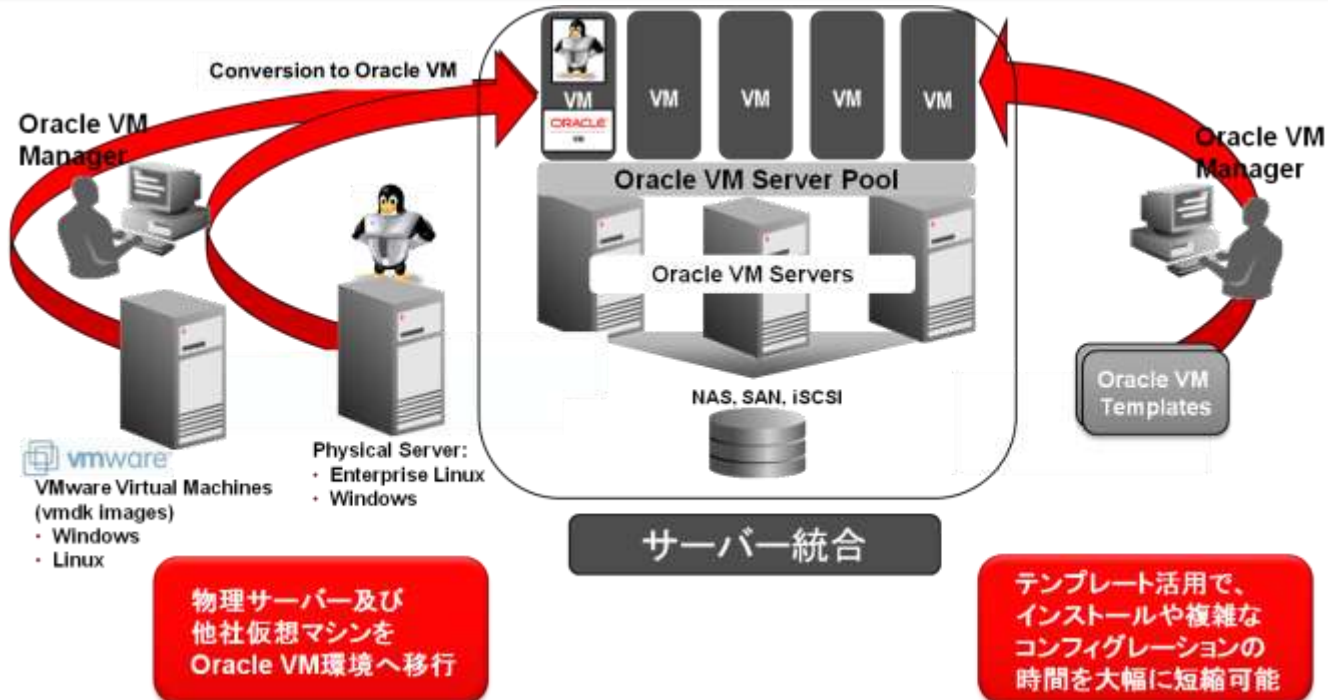 Conversion to Oracle VM
Oracle VM
Manager
VM
ORACLE
VM
VM
VM
VM
VM
Oracle VM Server Pool
Oracle VM Servers
NAS, SAN, iSCSI
Oracle VM
Manager
Oracle VM
Templates
vmware
VMware Virtual Machines
(vmdk images)
・ Windows
・ Linux
Physical Server:
・ Enterprise Linux
・ Windows
サーバー統合
物理サーバー及び
他社仮想マシンを
Oracle VM環境へ移行
テンプレート活用で、
インストールや複雑な
コンフィグレーションの
時間を大幅に短縮可能